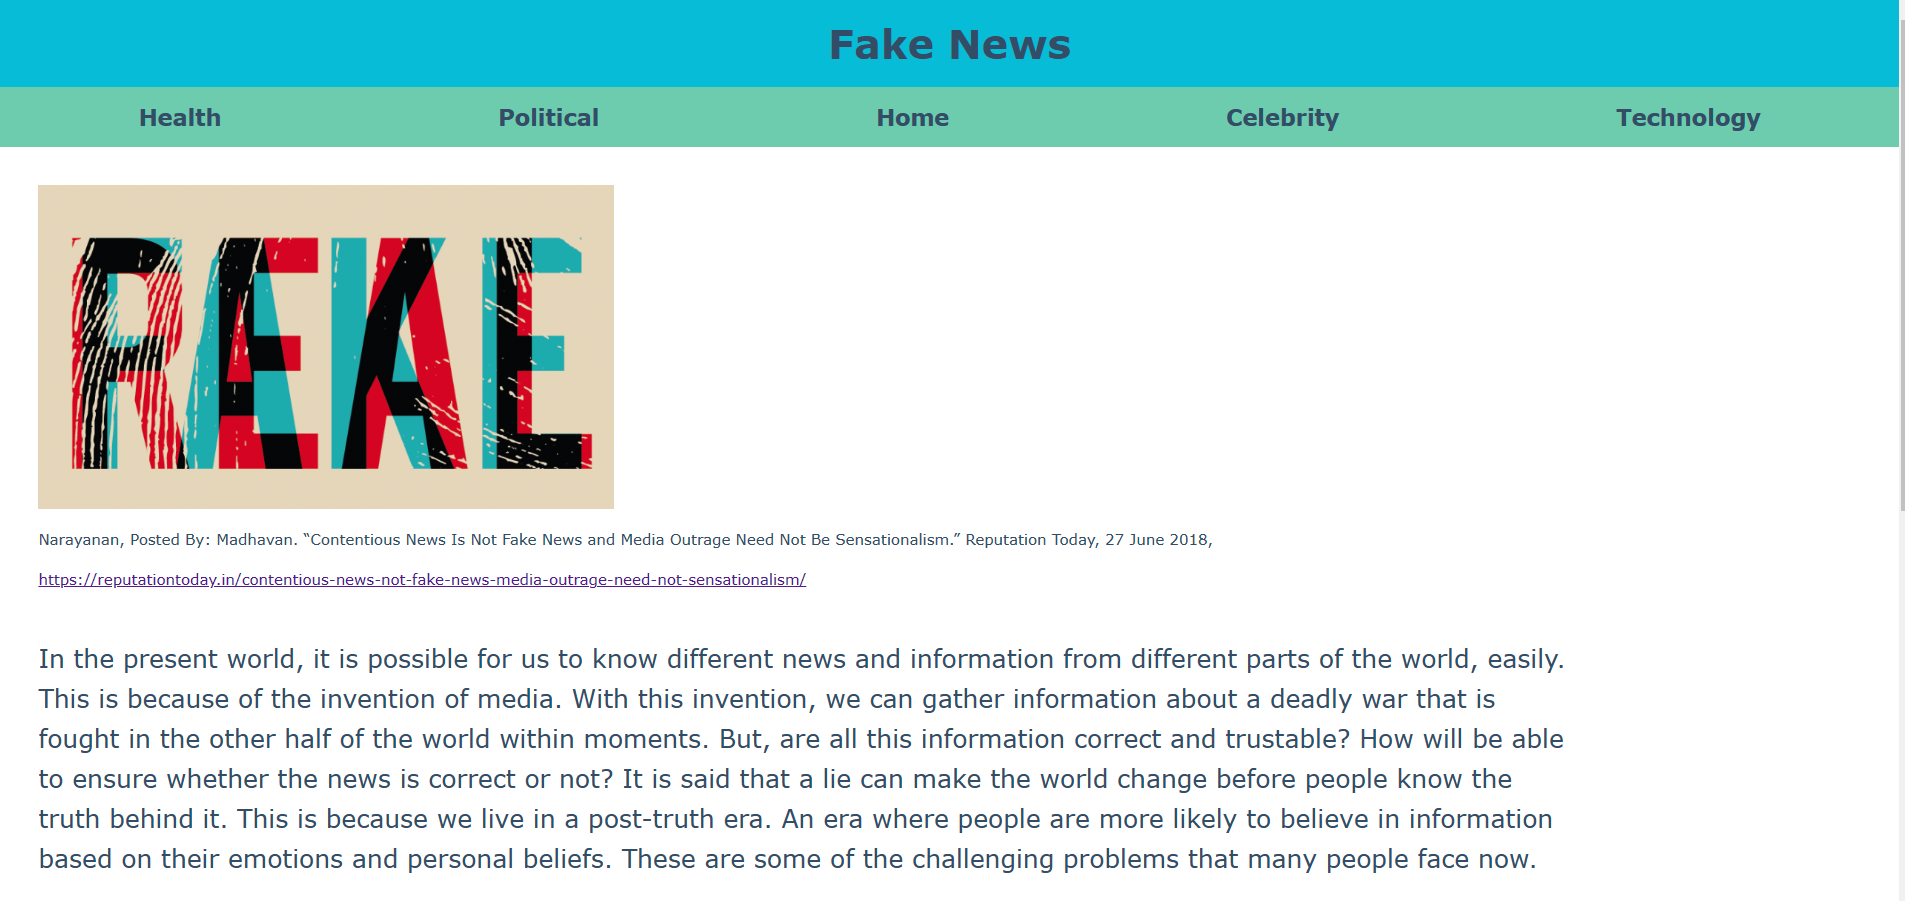 Fake News
Health Political Home Celebrity Technology
REAL FAKE
Narayanan, Posted By: Madhavan. “Contentious News Is Not Fake News and Media Outrage Need Not Be Sensationalism.” Reputation Today, 27 June 2018,
https://reputationtoday.in/contentious-news-not-fake-news-media-outrage-need-not-sensationalism/
In the present world, it is possible for us to know different news and information from different parts of the world, easily.
This is because of the invention of media. With this invention, we can gather information about a deadly war that is
fought in the other half of the world within moments. But, are all this information correct and trustable? How will be able
to ensure whether the news is correct or not? It is said that a lie can make the world change before people know the
truth behind it. This is because we live in a post-truth era. An era where people are more likely to believe in information
based on their emotions and personal beliefs. These are some of the challenging problems that many people face now.